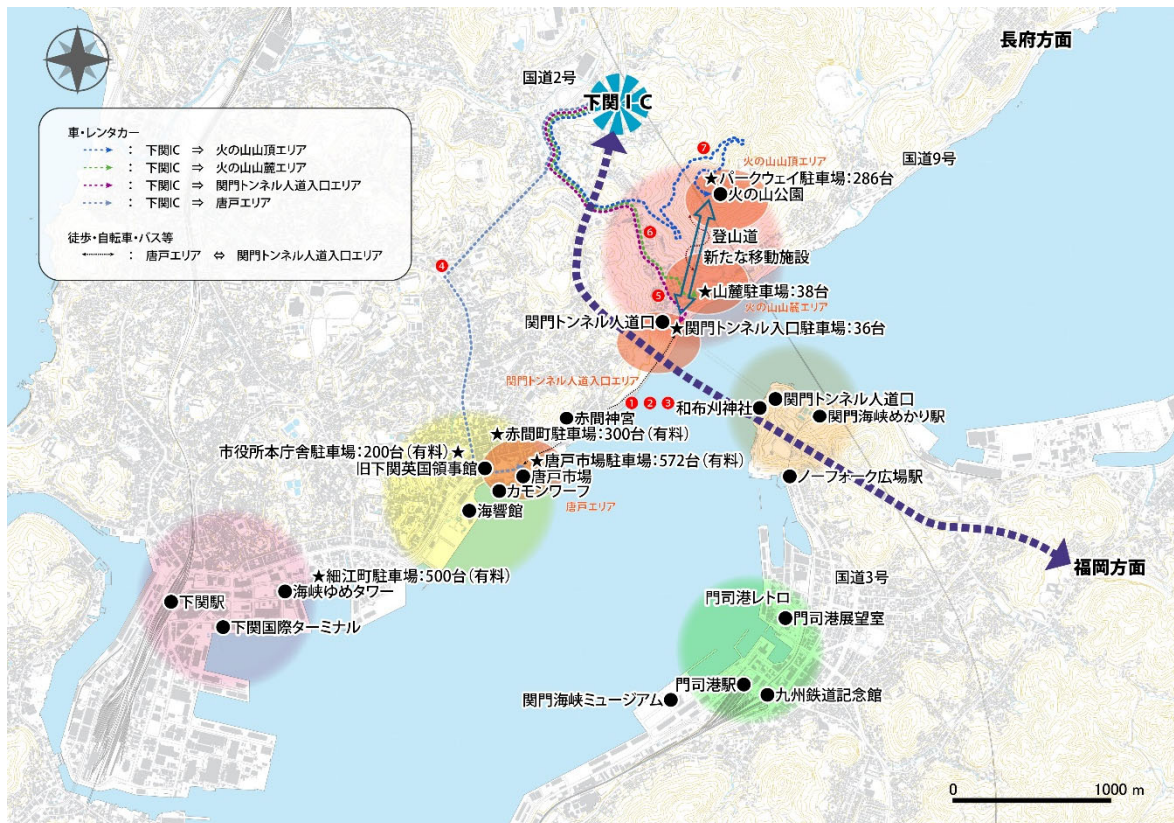 長府方面
国道2号
下関IC
国道9号
車・レンタカー
： 下関IC ⇒ 火の山山頂エリア
： 下関IC ⇒ 火の山山麓エリア
： 下関IC ⇒ 関門トンネル人道入口エリア
： 下関IC ⇒ 唐戸エリア
徒歩・自転車・バス等
： 唐戸エリア ⇔ 関門トンネル人道入口エリア
7
火の山山頂エリア
★パークウェイ駐車場：286台
火の山公園
6
登山道
新たな移動施設
4
5
★山麓駐車場：38台
火の山山麓エリア
関門トンネル人道口
★関門トンネル入口駐車場：36台
関門トンネル人道入口エリア
1 2 3
和布刈神社
関門トンネル人道口
関門海峡めかり駅
赤間神宮
★赤間町駐車場：300台（有料）
市役所本庁舎駐車場：200台（有料）★
旧下関英国領事館
★唐戸市場駐車場：572台（有料）
唐戸市場
カモンワーフ
唐戸エリア
海響館
ノーフォーク広場駅
福岡方面
国道3号
★細江町駐車場：500台（有料）
海峡ゆめタワー
下関駅
下関国際ターミナル
門司港レトロ
門司港展望室
門司港駅
九州鉄道記念館
関門海峡ミュージアム
0 1000 m